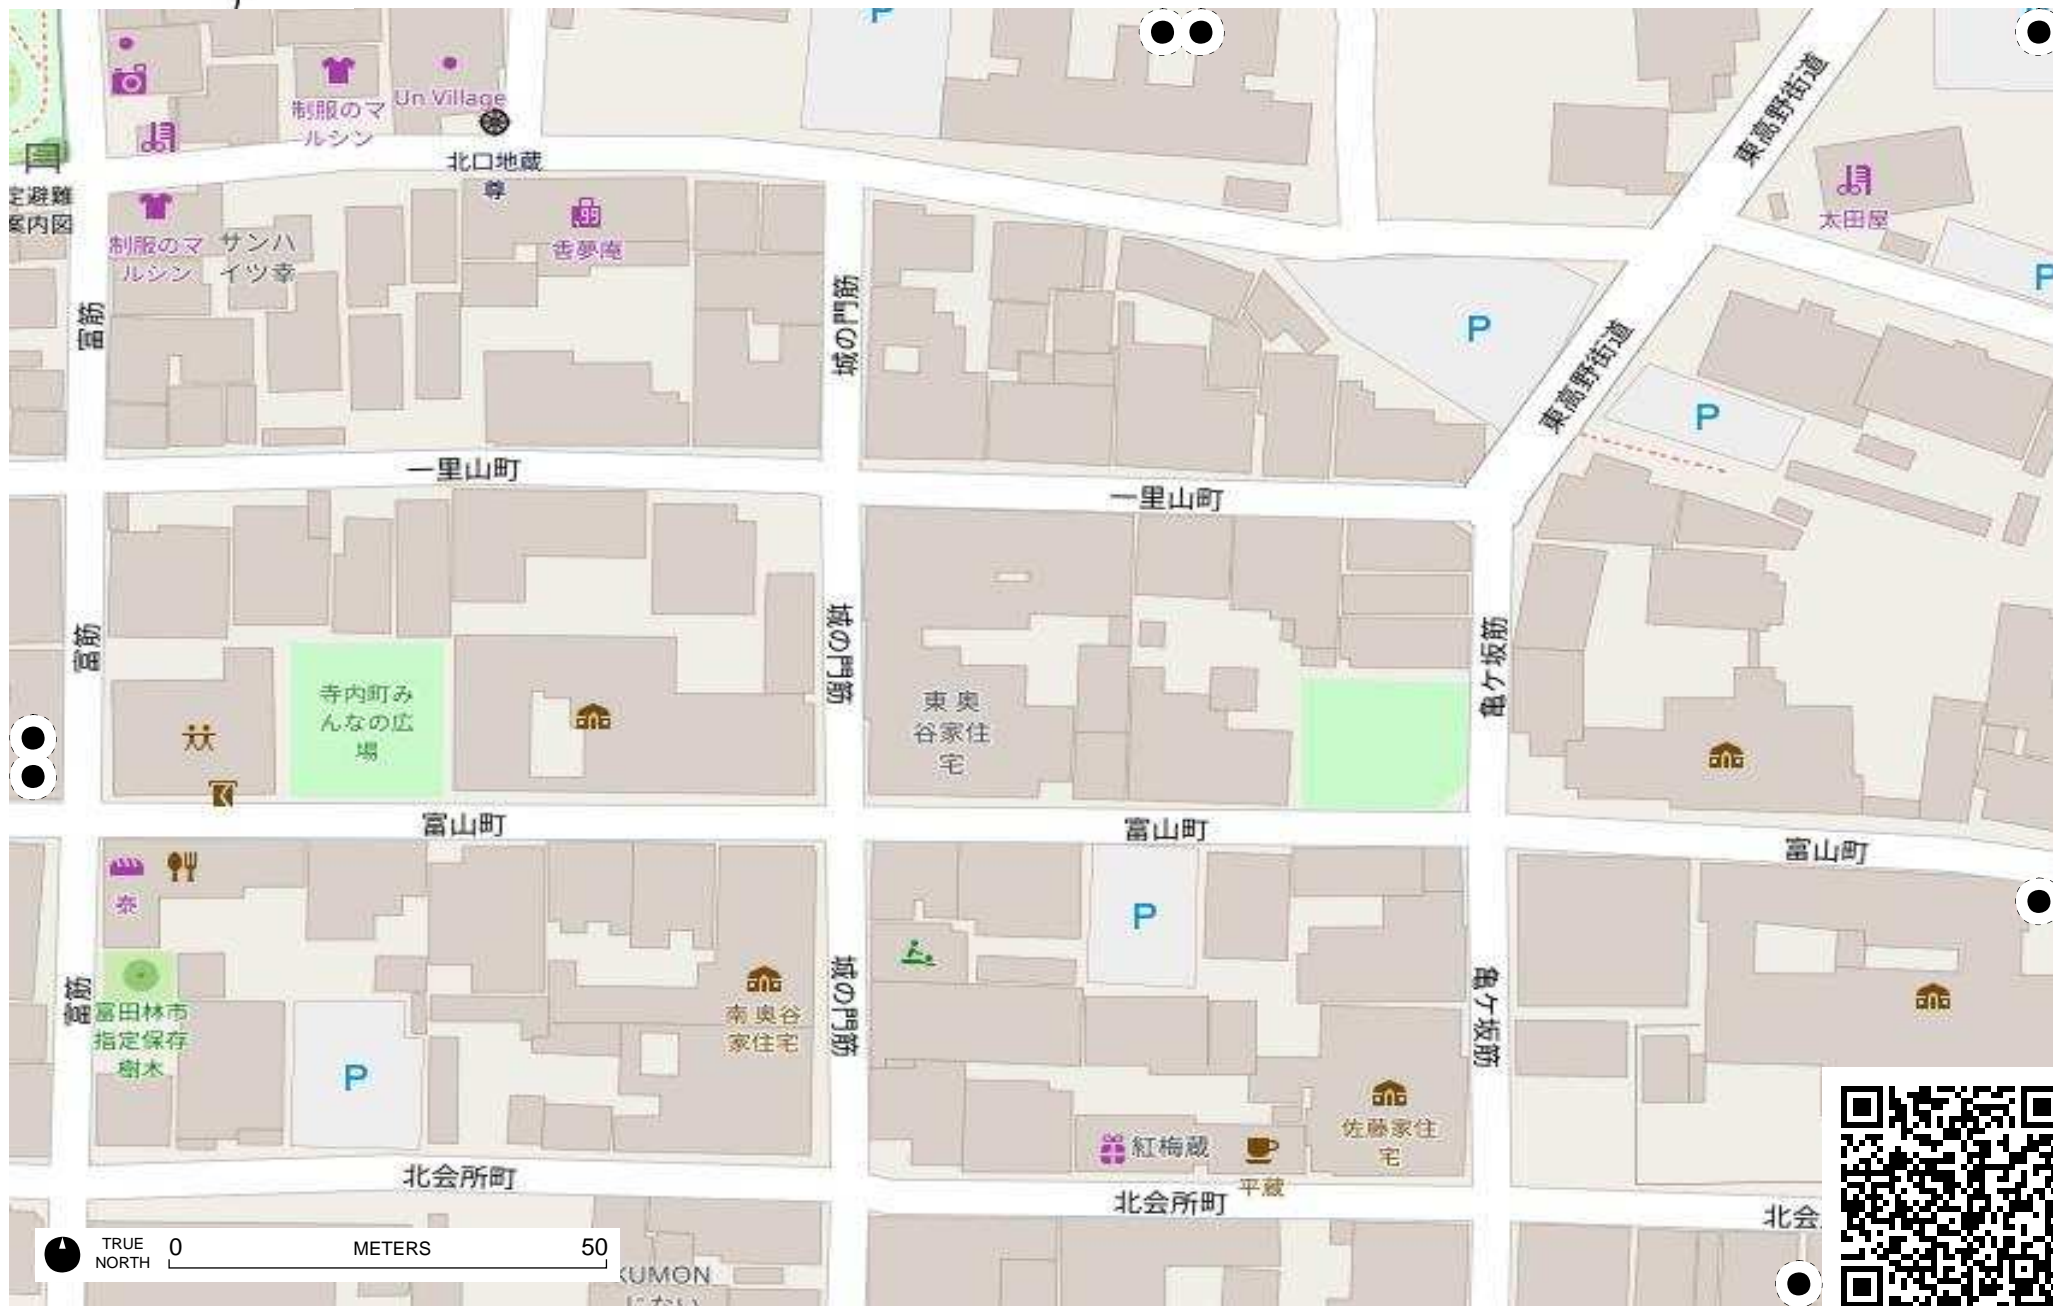 P
Un Village
制服のマ
ルシン
北口地蔵
尊
東高野街道
太田屋
定避難
案内図
制服のマ
ルシン
サンハ
イツ幸
香夢庵
富筋
城の門筋
P
P
東高野街道
P
一里山町
一里山町
富筋
城の門筋
亀ケ坂筋
寺内町み
んなの広
場
東 奥
谷家住
宅
富山町
富山町
富山町
泰
P
富筋
城の門筋
亀ケ坂筋
富田林市
指定保存
樹木
南 奥谷
家住宅
P
佐藤家住
宅
紅梅蔵
平蔵
北会所町
北会所町
北会
TRUE
NORTH
0 METERS 50
KUMON